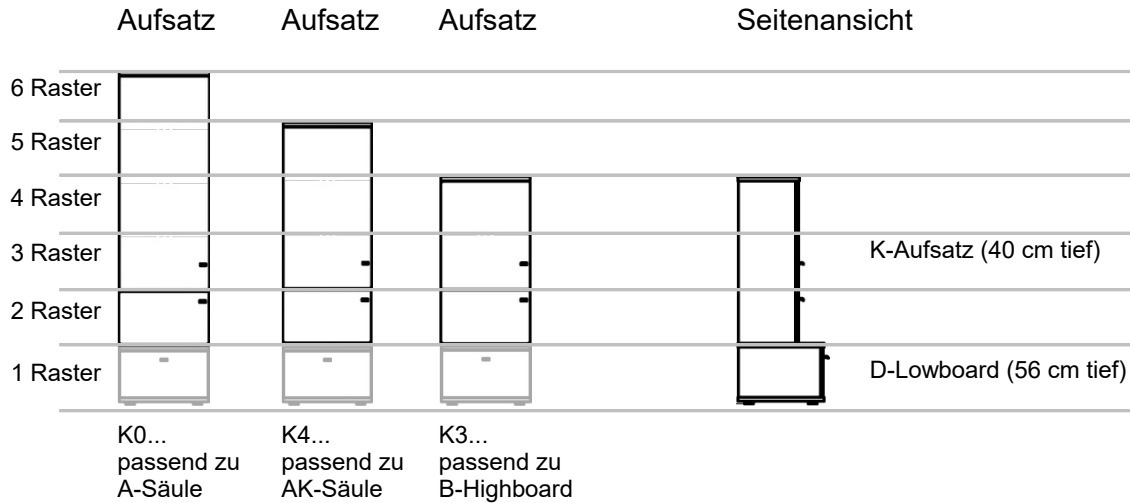 Aufsatz Aufsatz Aufsatz Seitenansicht
6 Raster
5 Raster
4 Raster
3 Raster K-Aufsatz (40 cm tief)
2 Raster
1 Raster D-Lowboard (56 cm tief)
K0... K4... K3...
passend zu passend zu passend zu
A-Säule AK-Säule B-Highboard